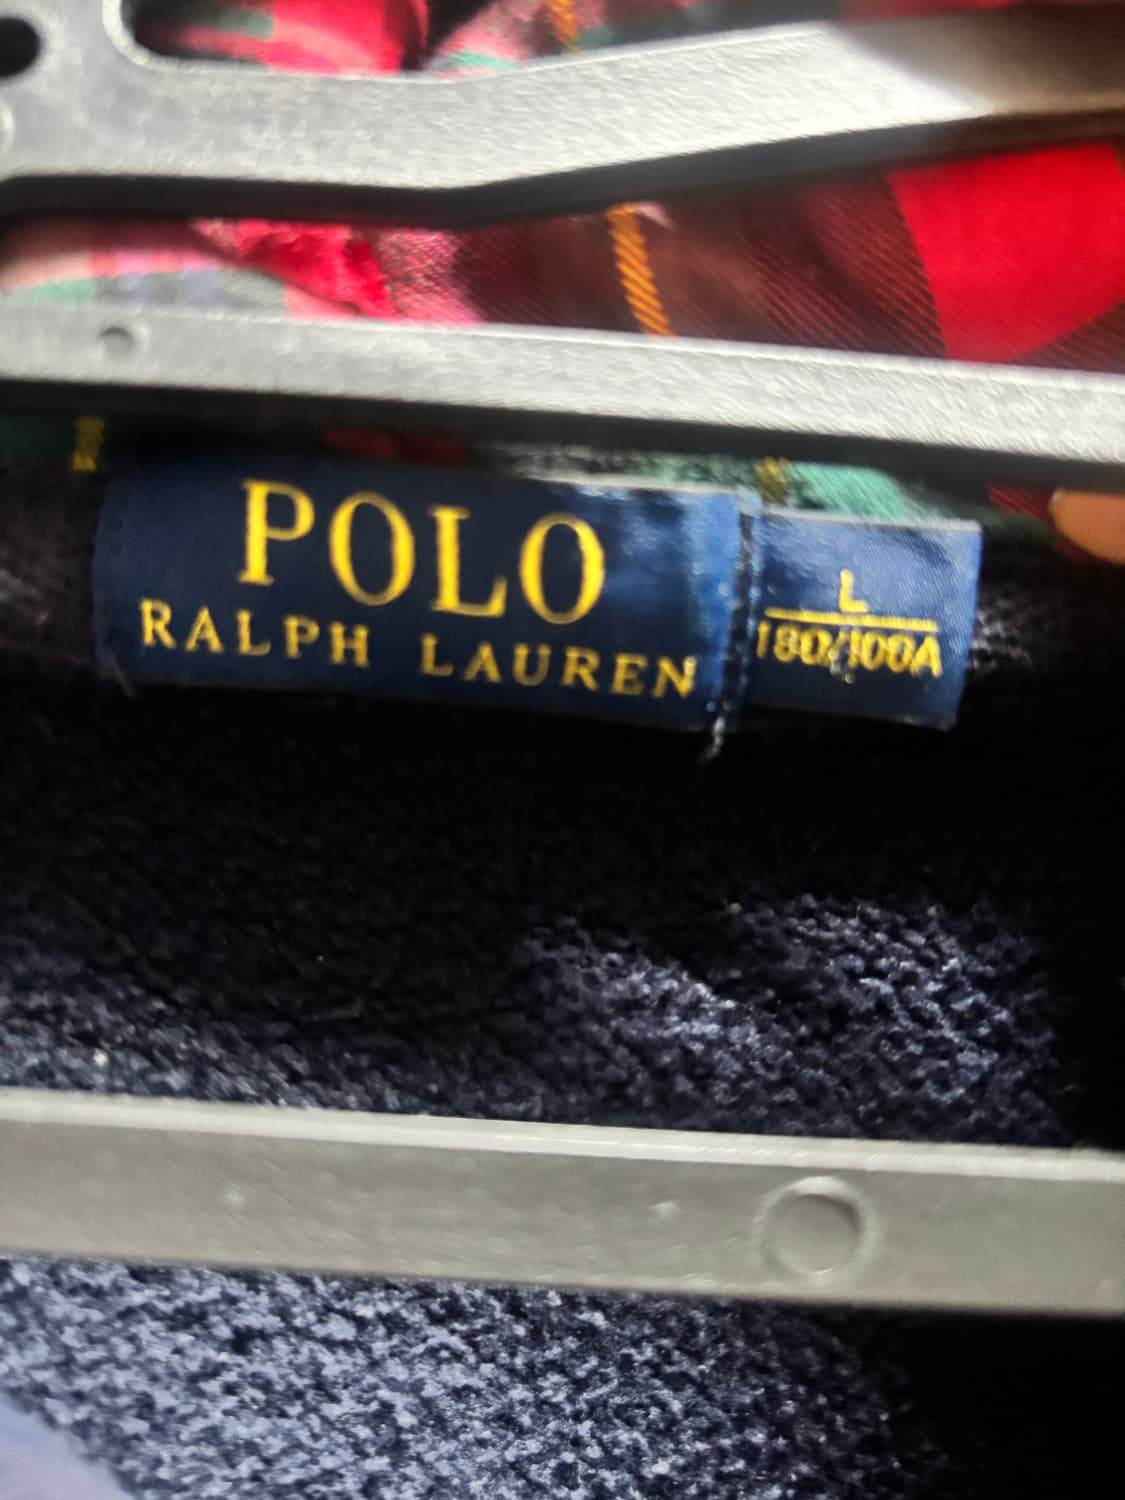 POLO
RALPH LAUREN
L
180/100A